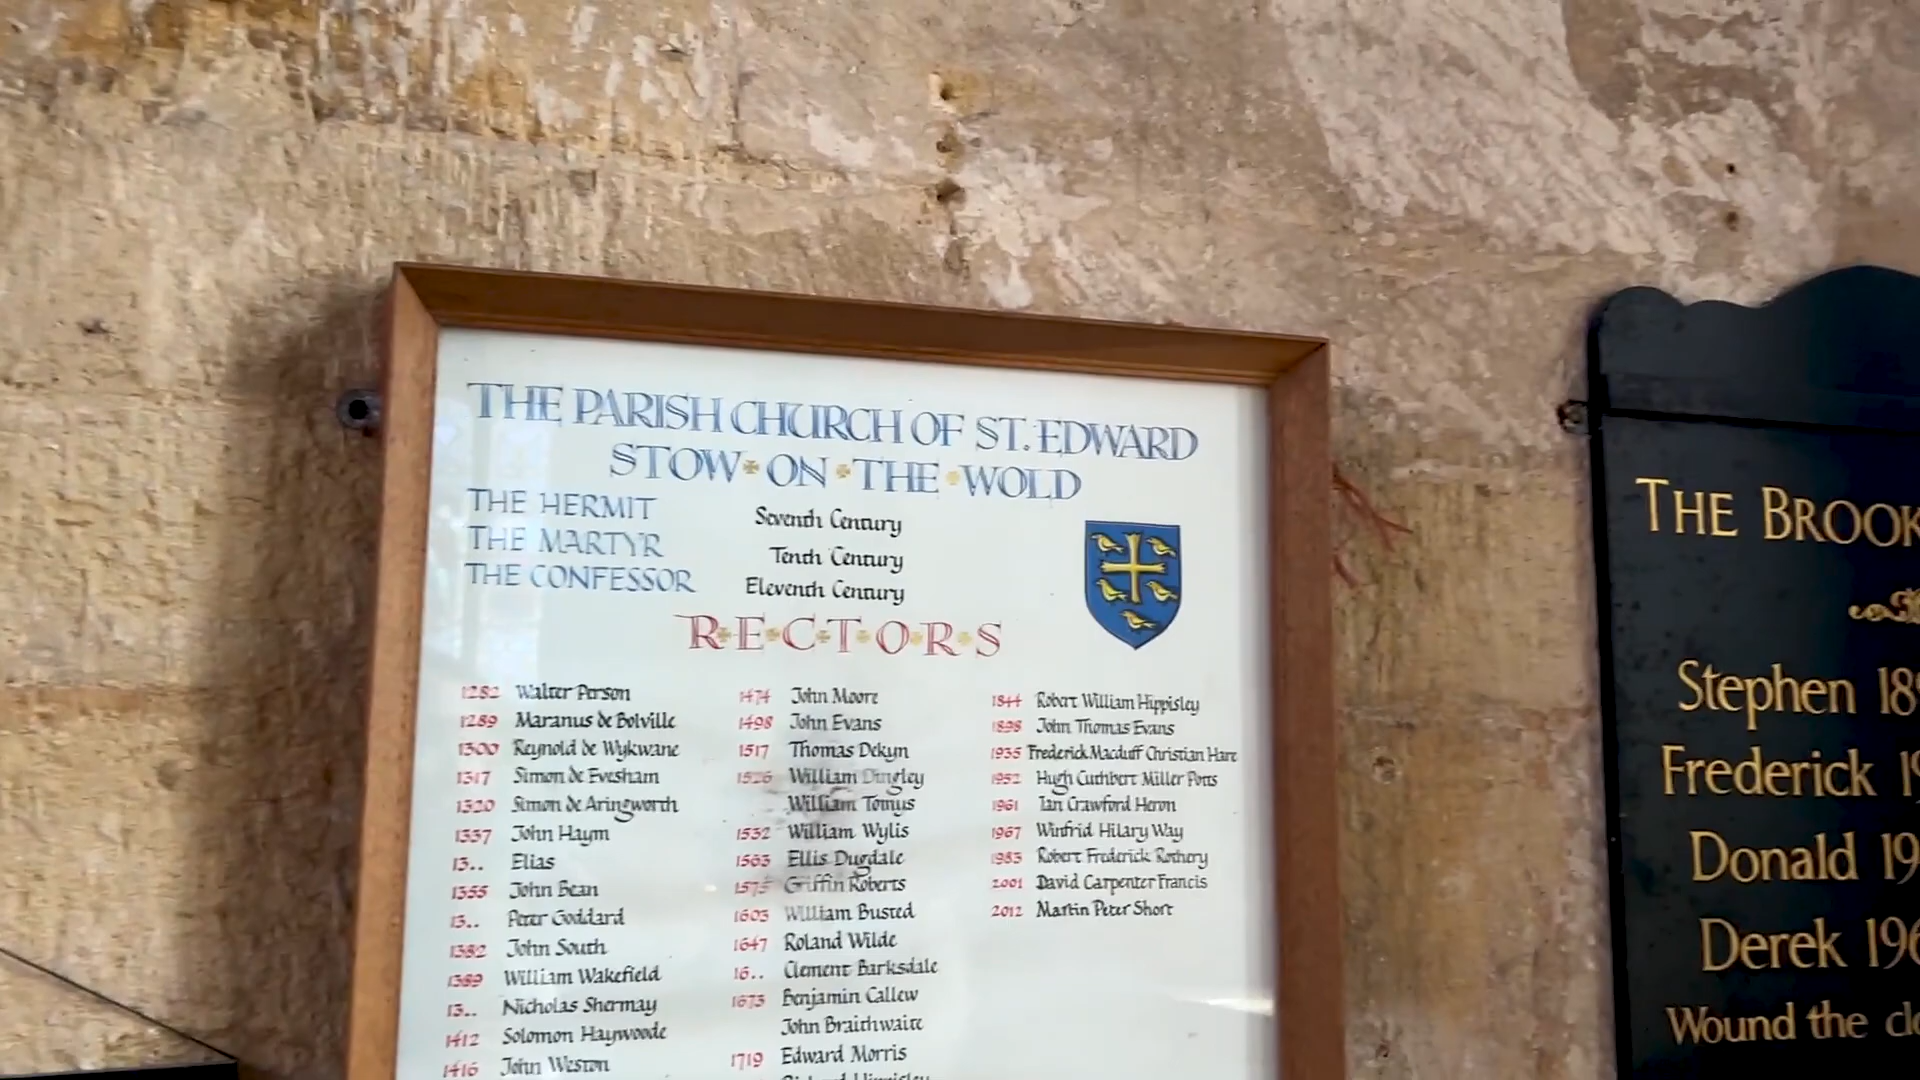 THE PARISH CHURCH OF ST. EDWARD
STOW ON THE WOLD
THE HERMIT Seventh Century
THE MARTYR Tenth Century
THE CONFESSOR Eleventh Century
RECTORS
1282 Walter Person
1289 Maranus de Bolville
1300 Reynold de Wykwane
1317 Simon de Evesham
1320 Simon de Aringworth
1337 John Haym
13.. Elias
1355 John Bean
13.. Peter Goddard
1382 John South
1389 William Wakefield
13.. Nicholas Shermay
1412 Solomon Haywoode
1416 John Weston
1474 John Moore
1498 John Evans
1517 Thomas Dekyn
1526 William Dingley
William Tomys
1532 William Wylis
1563 Ellis Dugdale
1575 Griffin Roberts
1603 William Busted
1647 Roland Wilde
16.. Clement Barksdale
1673 Benjamin Callew
John Braithwaite
1719 Edward Morris
1844 Robert William Hippisley
1898 John Thomas Evans
1935 Frederick Macduff Christian Hare
1952 Hugh Cuthbert Miller Potts
1961 Ian Crawford Heron
1967 Winfrid Hilary Way
1983 Robert Frederick Rothery
2001 David Carpenter Francis
2012 Martin Peter Short
THE BROOK
Stephen 18
Frederick 1
Donald 19
Derek 196
Wound the